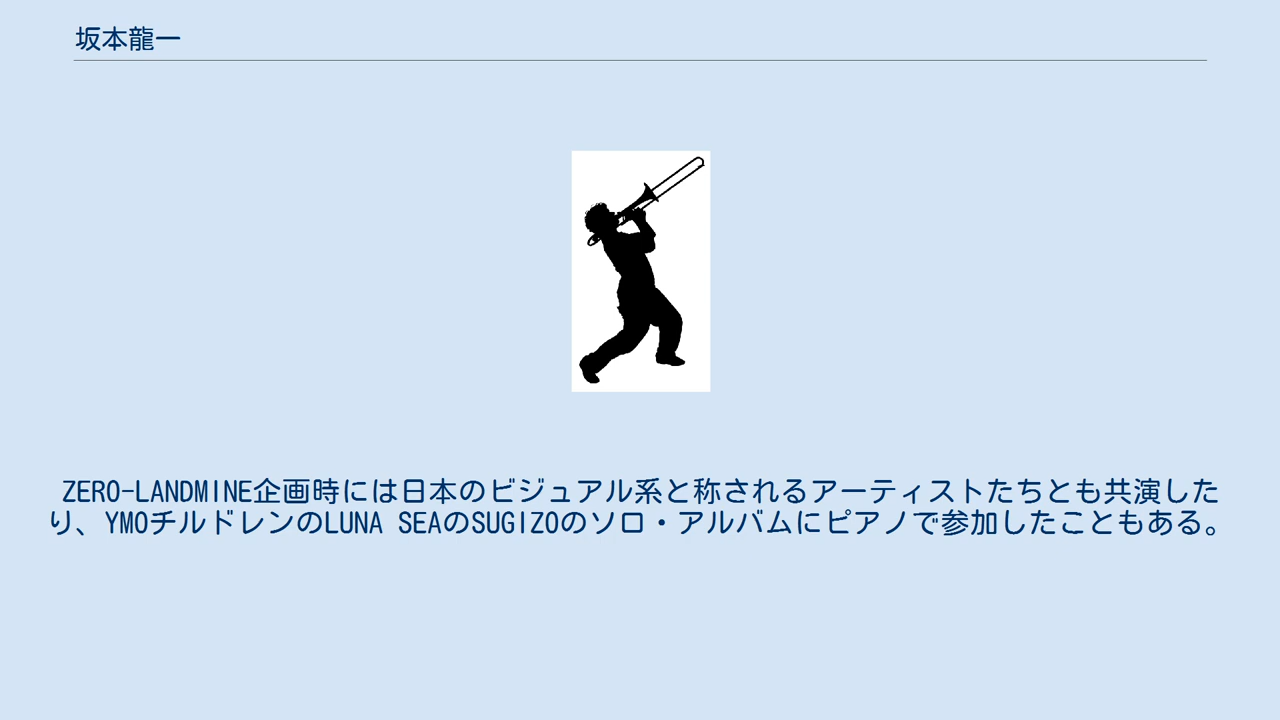 坂本龍一
ZERO-LANDMINE企画時には日本のビジュアル系と称されるアーティストたちとも共演した
り、YMOチルドレンのLUNA SEAのSUGIZOのソロ・アルバムにピアノで参加したこともある。